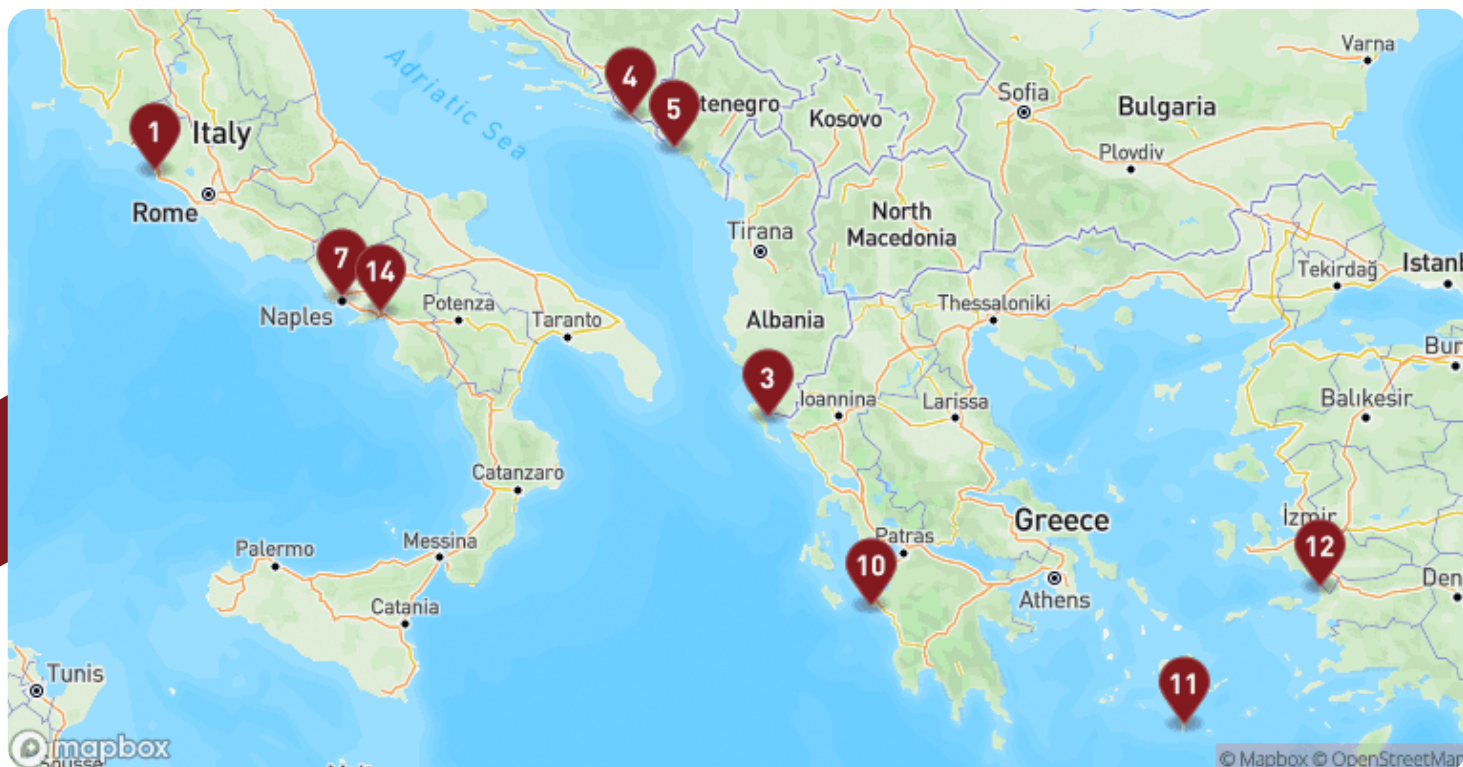 Varna
Adriatic Sea
4
5
tenegro
Sofia
Bulgaria
Kosovo
1
Italy
Plovdiv
Rome
North
Macedonia
Tirana
7
14
Tekirdağ
Istanb
Naples
Potenza
Taranto
Albania
Thessaloniki
Bur
3
Ioannina
Larissa
Balıkesir
Catanzaro
Greece
İzmir
Palermo
Messina
Patras
12
10
Athens
Den
Catania
Tunis
11
mapbox
Sousse
© Mapbox © OpenStreetMap